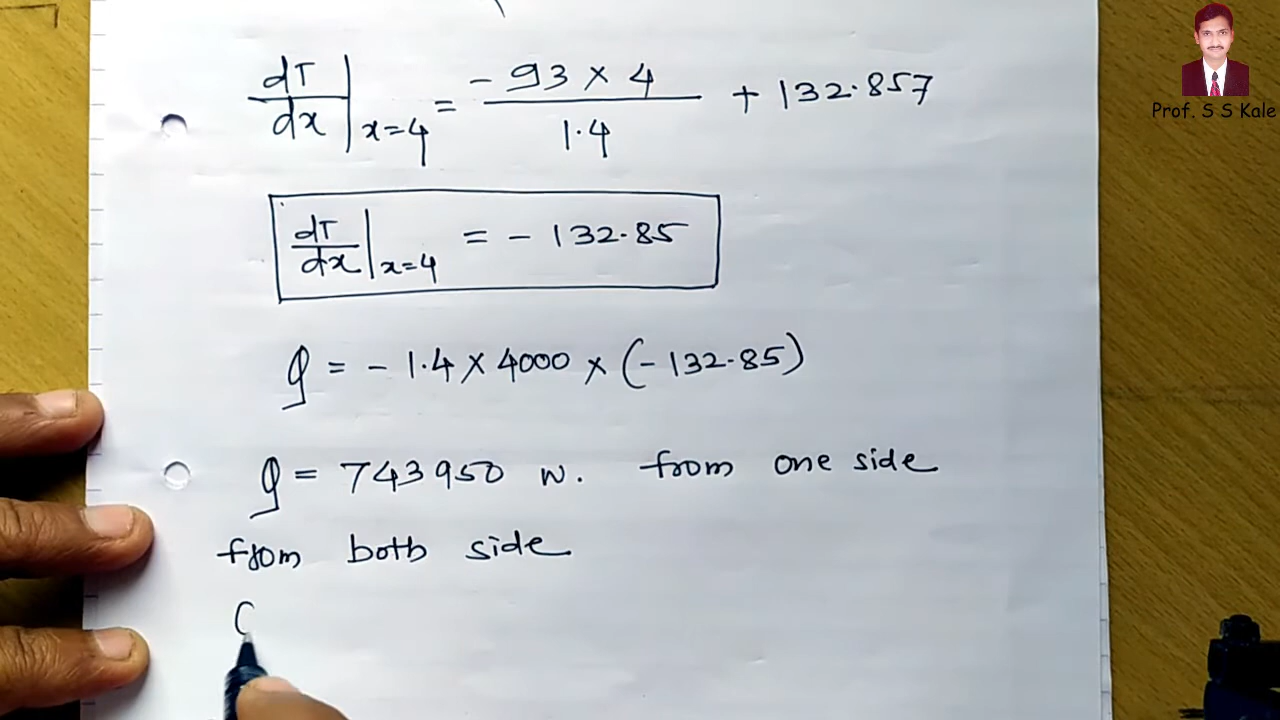 dT/dx|x=4 = - 93 × 4 / 1.4 + 132.857
dT/dx|x=4 = - 132.85
Q = - 1.4 × 4000 × (- 132.85)
Q = 743950 W. from one side
from both side
Prof. S S Kale